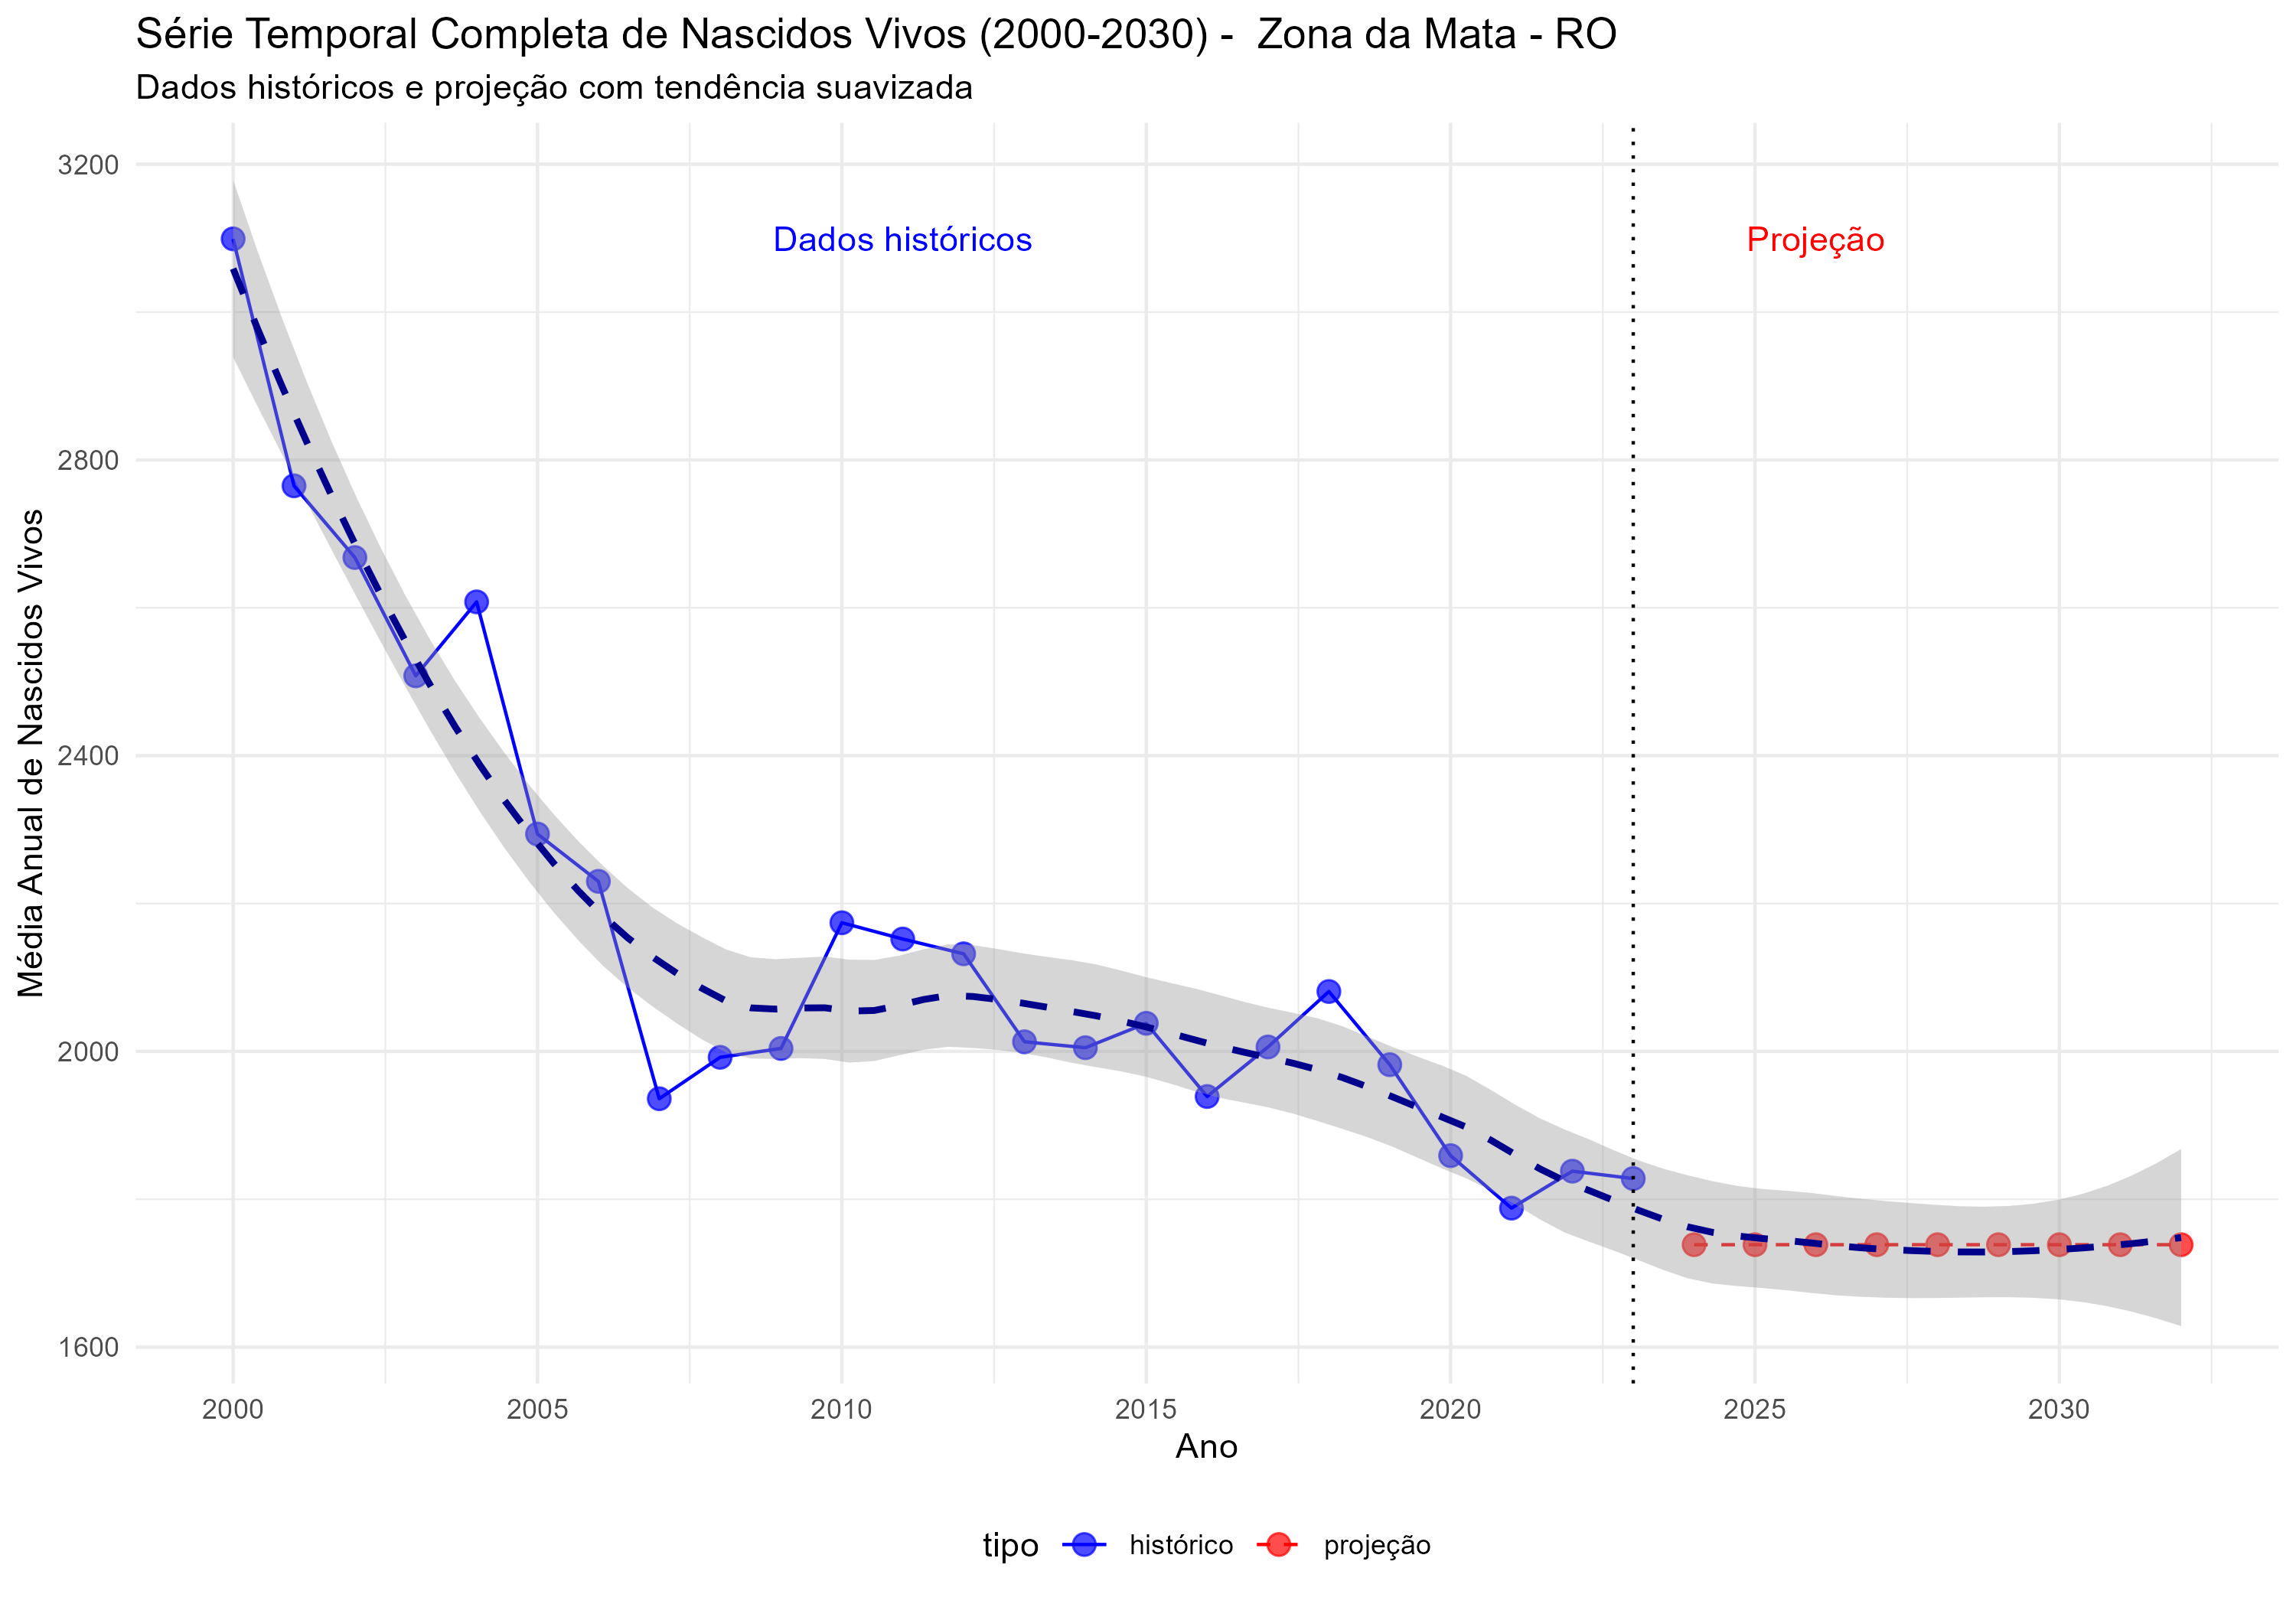 Série Temporal Completa de Nascidos Vivos (2000-2030) -  Zona da Mata - RO
Dados históricos e projeção com tendência suavizada
Média Anual de Nascidos Vivos
3200
2800
2400
2000
1600
Dados históricos
Projeção
2000
2005
2010
2015
2020
2025
2030
Ano
tipo
histórico
projeção